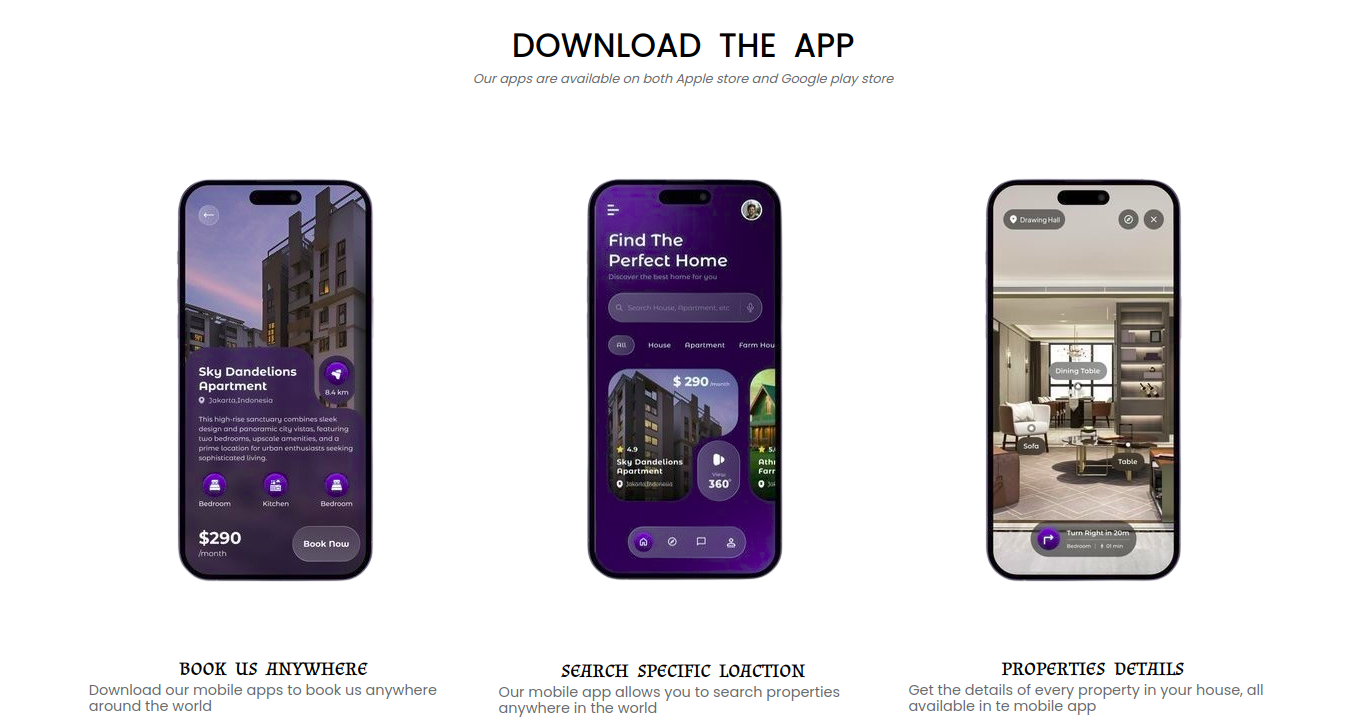 DOWNLOAD THE APP
Our apps are available on both Apple store and Google play store
Sky Dandelions
Apartment
Jakarta,Indonesia
8.4 km
This high-rise sanctuary combines sleek
design and panoramic city vistas, featuring
two bedrooms, upscale amenities, and a
prime location for urban enthusiasts seeking
sophisticated living.
Bedroom
Kitchen
Bedroom
$290
/month
Book Now
Find The
Perfect Home
Discover the best home for you
Search House, Apartment, etc
All
House
Apartment
Farm Hou
$ 290 /month
4.9
Sky Dandelions
Apartment
Jakarta,Indonesia
View
360°
5.
Athr
Farr
Drawing Hall
Dining Table
Sofa
Table
Turn Right in 20m
Bedroom
01 min
BOOK US ANYWHERE
Download our mobile apps to book us anywhere
around the world
SEARCH SPECIFIC LOACTION
Our mobile app allows you to search properties
anywhere in the world
PROPERTIES DETAILS
Get the details of every property in your house, all
available in te mobile app